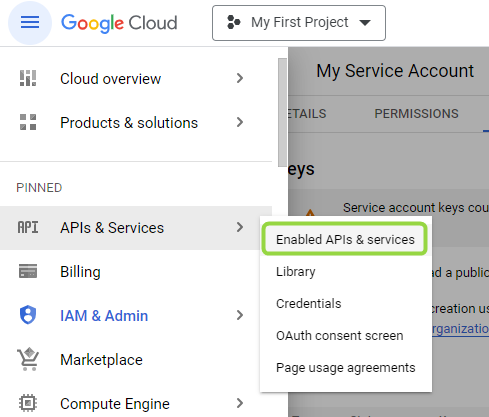 Google Cloud
My First Project
Cloud overview
Products & solutions
PINNED
API
APIs & Services
Billing
IAM & Admin
Marketplace
Compute Engine
My Service Account
ETAILS
PERMISSIONS
eys
Service account keys cou
Enabled APIs & services
Library
Credentials
OAuth consent screen
Page usage agreements
ad a public
creation us
organizatio